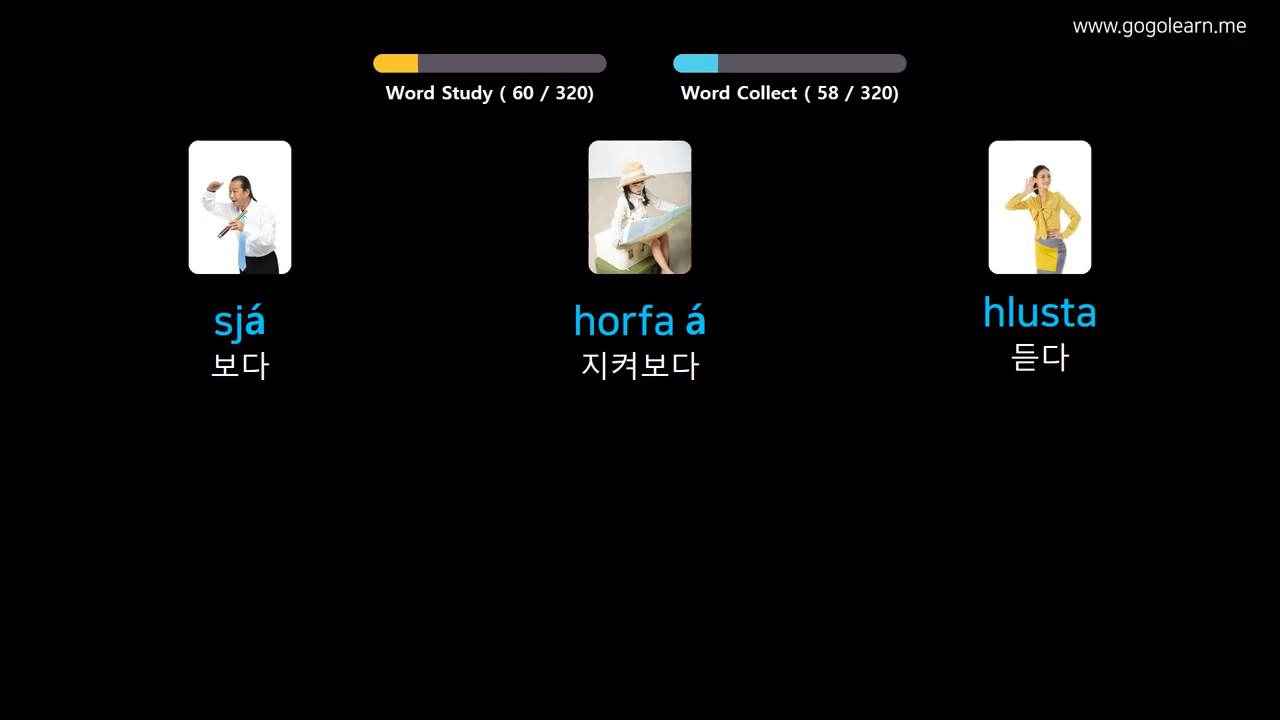 www.gogolearn.me
Word Study ( 60 / 320)
Word Collect ( 58 / 320)
sjá
보다
horfa á
지켜보다
hlusta
듣다